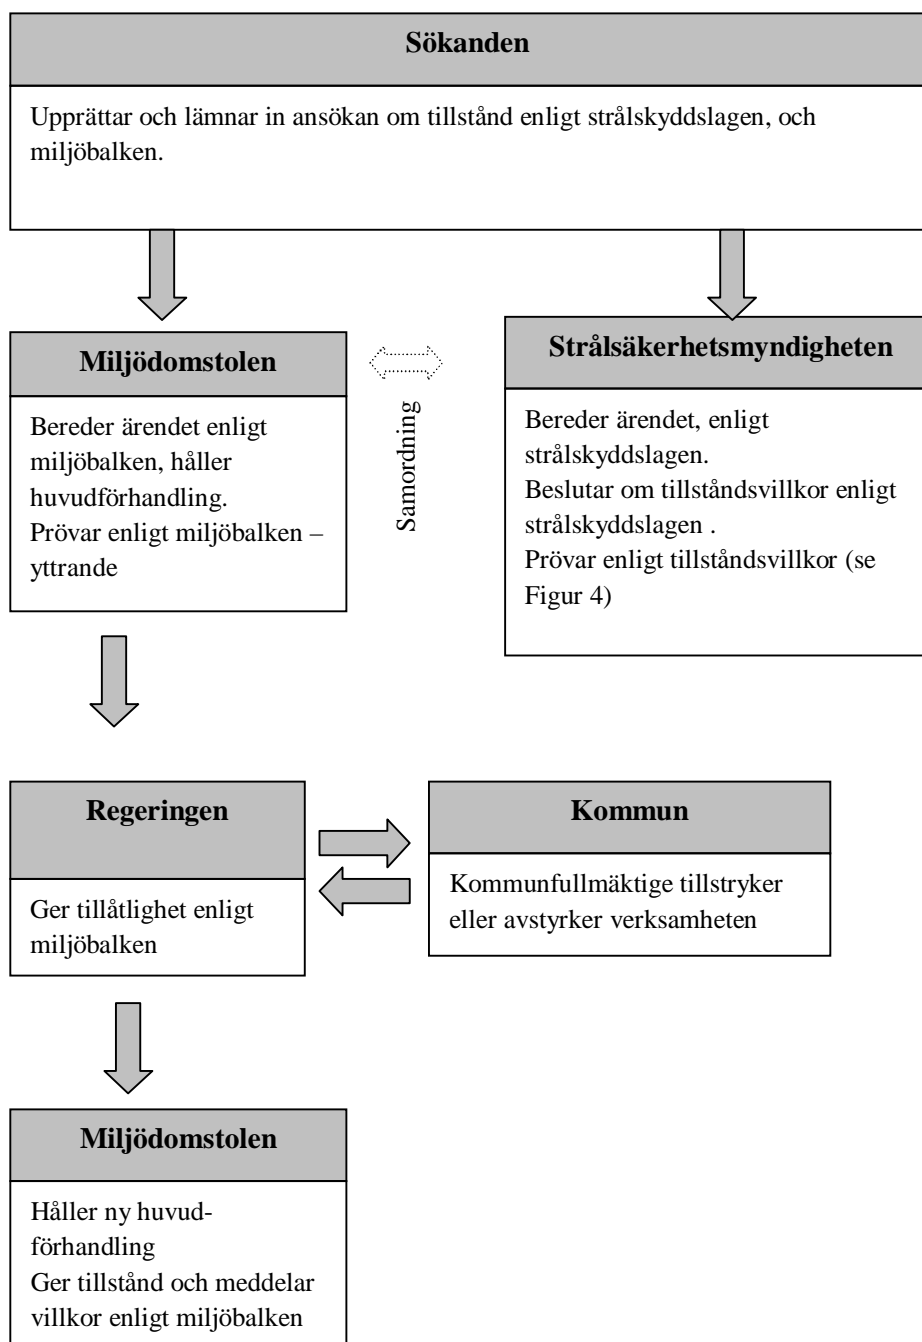 Sökanden
Upprättar och lämnar in ansökan om tillstånd enligt strålskyddslagen, och
miljöbalken.
Miljödomstolen
Bereder ärendet enligt
miljöbalken, håller
huvudförhandling.
Prövar enligt miljöbalken –
yttrande
Samordning
Strålsäkerhetsmyndigheten
Bereder ärendet, enligt
strålskyddslagen.
Beslutar om tillståndsvillkor enligt
strålskyddslagen .
Prövar enligt tillståndsvillkor (se
Figur 4)
Regeringen
Ger tillåtlighet enligt
miljöbalken
Kommun
Kommunfullmäktige tillstryker
eller avstyrker verksamheten
Miljödomstolen
Håller ny huvud-
förhandling
Ger tillstånd och meddelar
villkor enligt miljöbalken